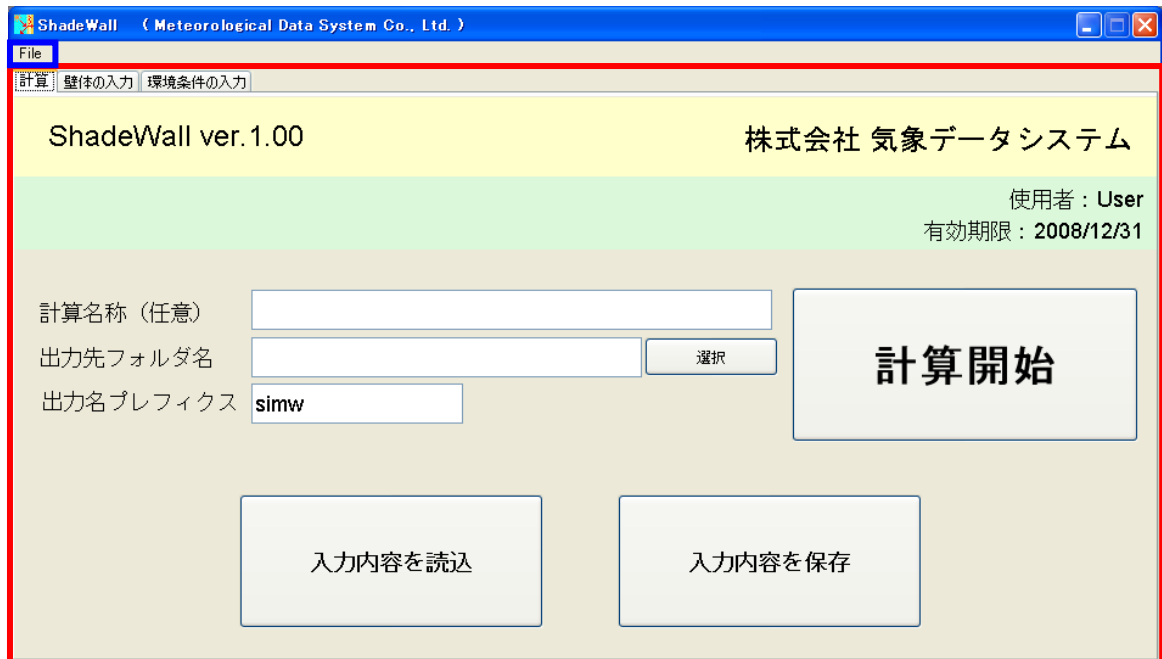 ShadeWall （ Meteorological Data System Co., Ltd. ）
File
計算 壁体の入力 環境条件の入力
ShadeWall ver.1.00 株式会社 気象データシステム
使用者：User
有効期限：2008/12/31
計算名称（任意）
出力先フォルダ名 選択
計算開始
出力名プレフィクス simw
入力内容を読込 入力内容を保存